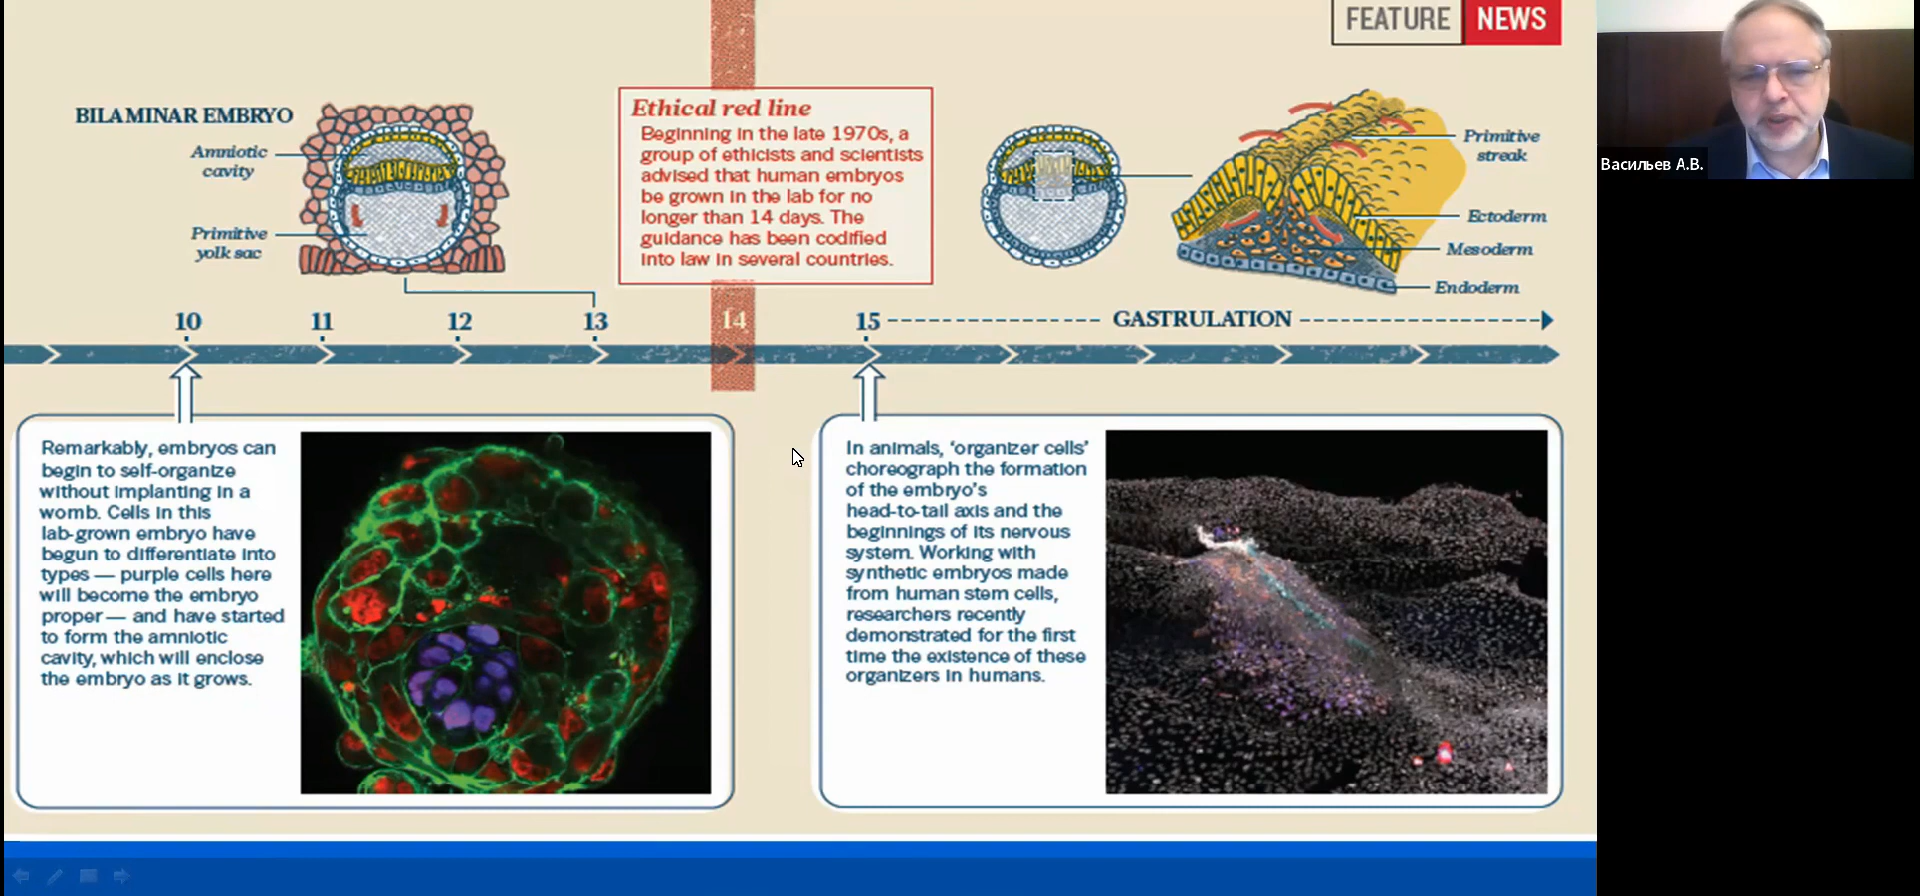 FEATURE NEWS
BILAMINAR EMBRYO
Amniotic
cavity
Primitive
yolk sac
Ethical red line
Beginning in the late 1970s, a
group of ethicists and scientists
advised that human embryos
be grown in the lab for no
longer than 14 days. The
guidance has been codified
into law in several countries.
Primitive
streak
Ectoderm
Mesoderm
Endoderm
10 11 12 13 14 15 GASTRULATION
Remarkably, embryos can
begin to self-organize
without implanting in a
womb. Cells in this
lab-grown embryo have
begun to differentiate into
types — purple cells here
will become the embryo
proper — and have started
to form the amniotic
cavity, which will enclose
the embryo as it grows.
In animals, ‘organizer cells’
choreograph the formation
of the embryo’s
head-to-tail axis and the
beginnings of its nervous
system. Working with
synthetic embryos made
from human stem cells,
researchers recently
demonstrated for the first
time the existence of these
organizers in humans.
Васильев А.В.